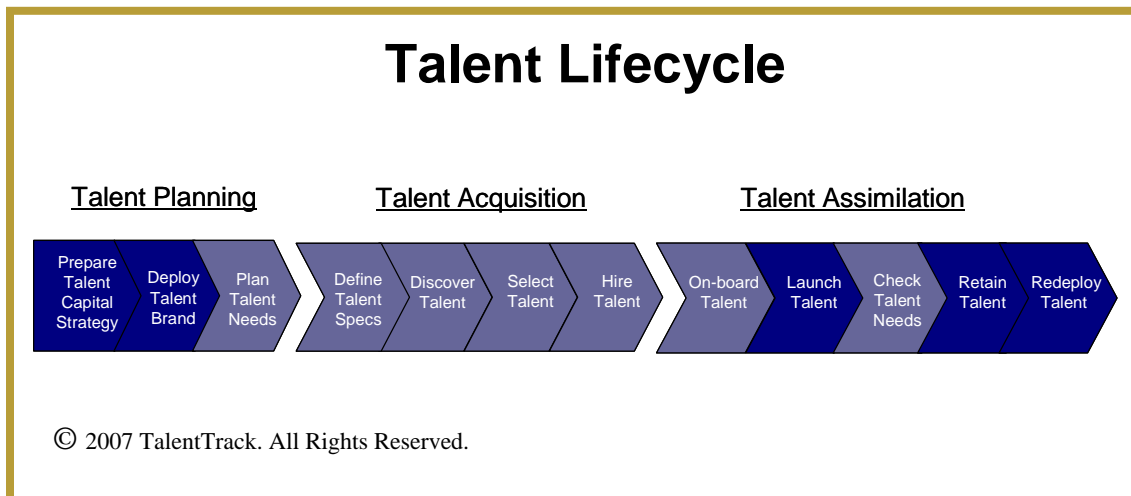 Talent Lifecycle
Talent Planning
Prepare
Talent
Capital
Strategy
Deploy
Talent
Brand
Plan
Talent
Needs
Talent Acquisition
Define
Talent
Specs
Discover
Talent
Select
Talent
Hire
Talent
Talent Assimilation
On-board
Talent
Launch
Talent
Check
Talent
Needs
Retain
Talent
Redeploy
Talent
© 2007 TalentTrack. All Rights Reserved.